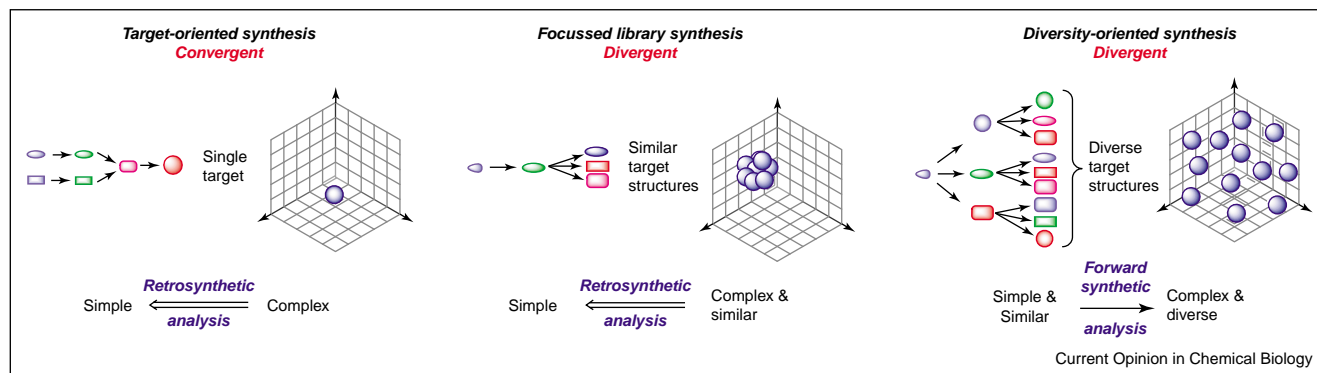 Target-oriented synthesis
Convergent
Single
target
Retrosynthetic
Simple
Complex
analysis
Focussed library synthesis
Divergent
Similar
target
structures
Retrosynthetic
Simple
Complex &
similar
analysis
Diversity-oriented synthesis
Divergent
Diverse
target
structures
Forward
synthetic
Simple &
Similar
Complex &
diverse
analysis
Current Opinion in Chemical Biology